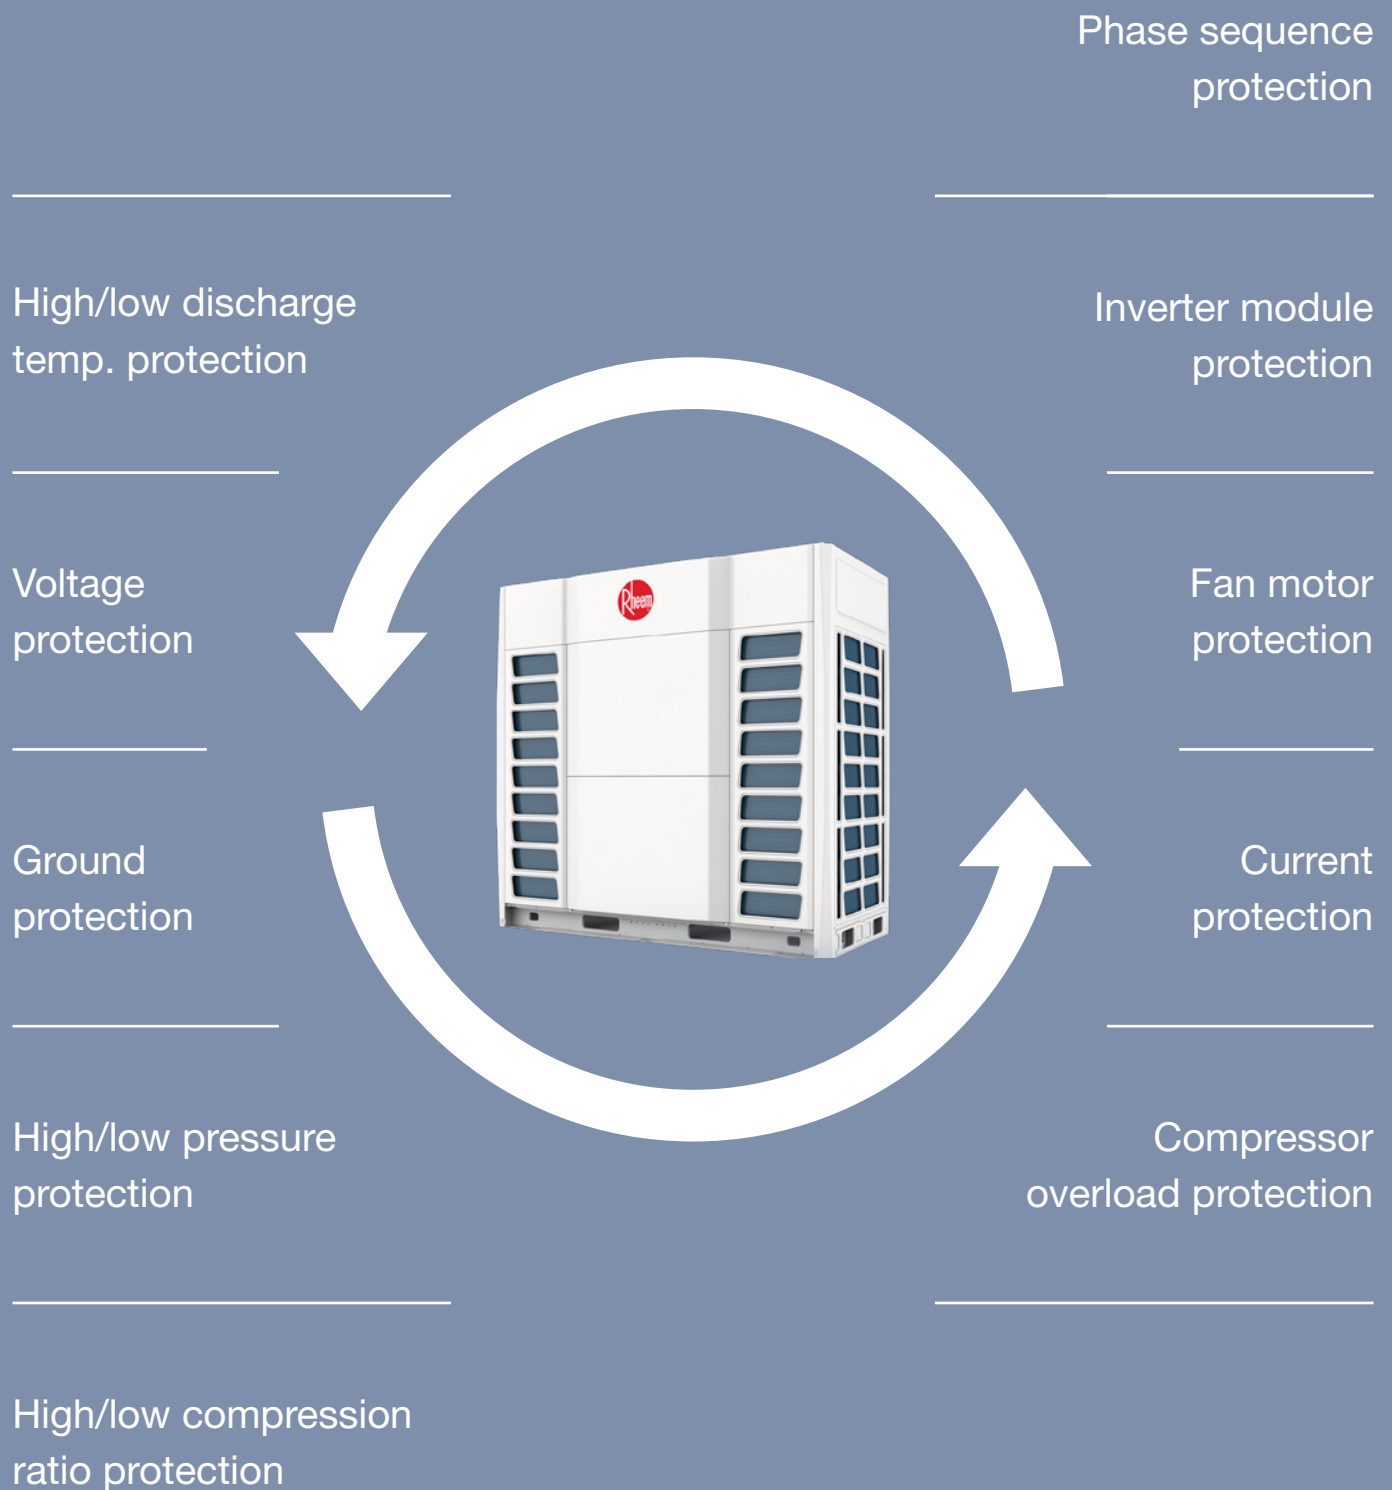 Phase sequence
protection
High/low discharge
temp. protection
Inverter module
protection
Voltage
protection
Fan motor
protection
Rheem
Ground
protection
Current
protection
High/low pressure
protection
Compressor
overload protection
High/low compression
ratio protection